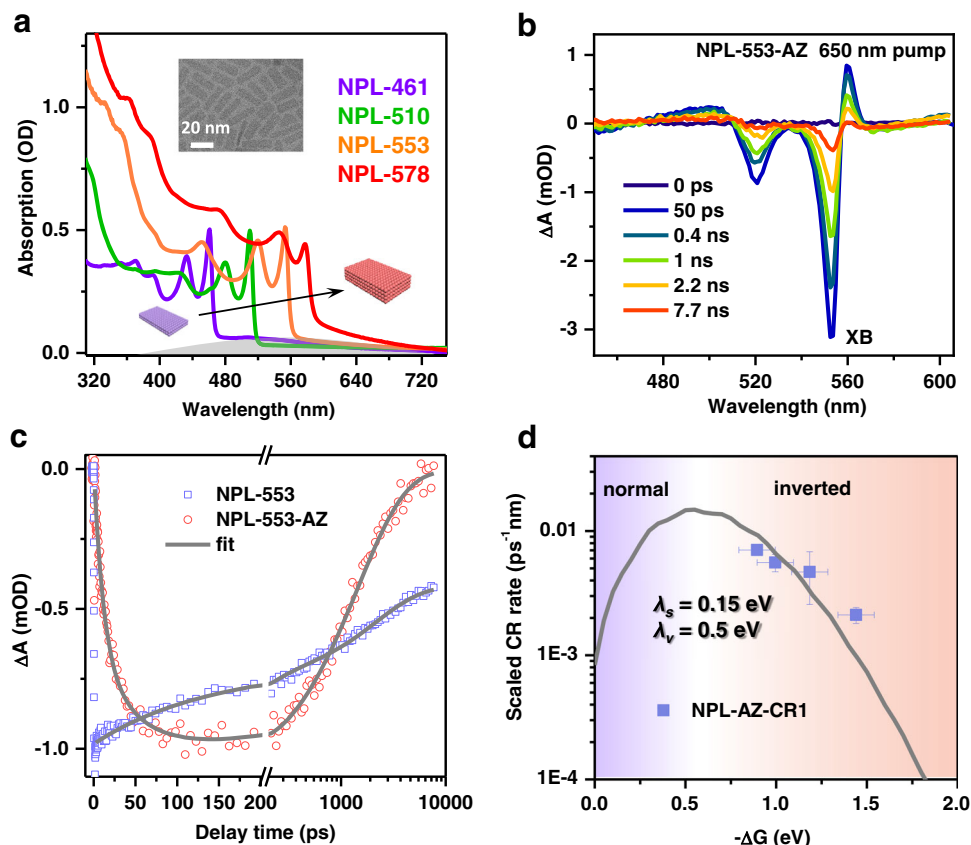 a
Absorption (OD)
1.0
0.5
0.0
20 nm
NPL-461
NPL-510
NPL-553
NPL-578
320 400 480 560 640 720
Wavelength (nm)
b
ΔA (mOD)
1
0
-1
-2
-3
NPL-553-AZ 650 nm pump
0 ps
50 ps
0.4 ns
1 ns
2.2 ns
7.7 ns
XB
480 520 560 600
Wavelength (nm)
c
ΔA (mOD)
0.0
-0.5
-1.0
NPL-553
NPL-553-AZ
fit
0 50 100 150 200 1000 10000
Delay time (ps)
d
Scaled CR rate (ps⁻¹nm)
0.01
1E-3
1E-4
normal
inverted
λs = 0.15 eV
λv = 0.5 eV
NPL-AZ-CR1
0.0 0.5 1.0 1.5 2.0
-ΔG (eV)